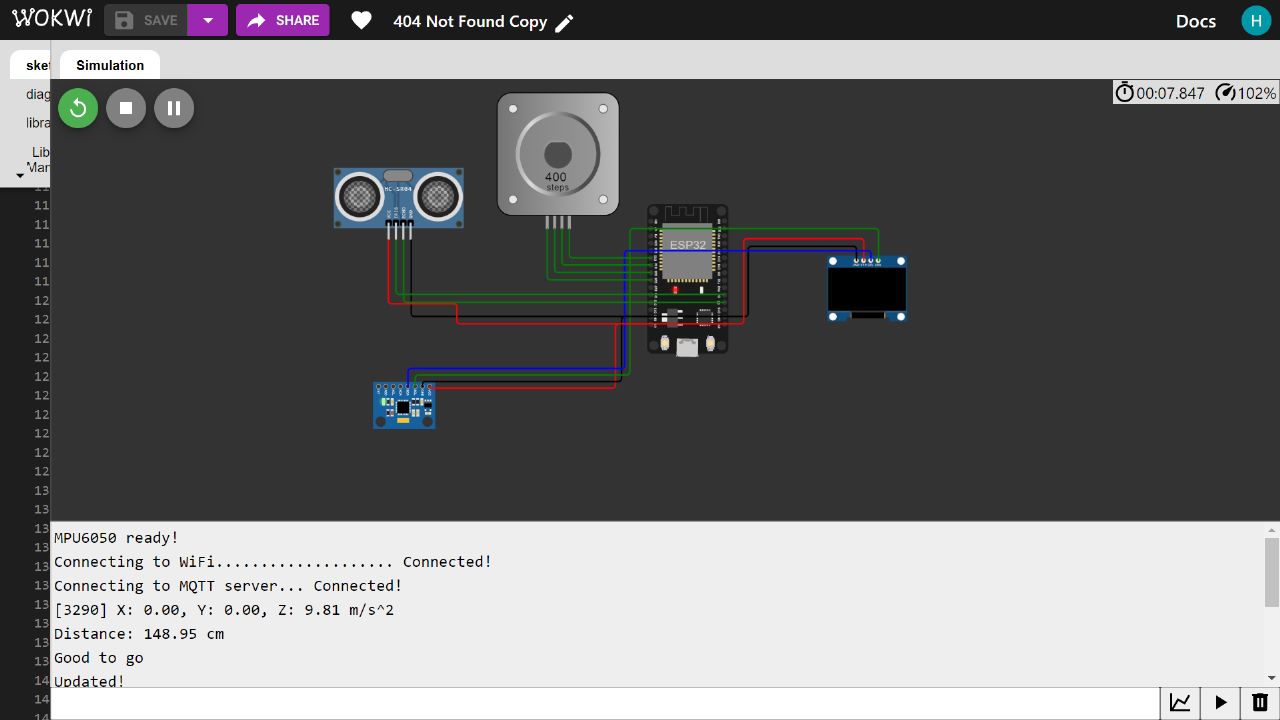 WOKWI
SAVE
SHARE
404 Not Found Copy
Docs
H
ske
Simulation
diag
libra
Lib
Man
00:07.847
102%
HC-SR04
400
steps
ESP32
11
11
11
11
11
11
12
12
12
12
12
12
12
12
12
12
13
13
13
13
13
13
13
13
13
13
14
14
MPU6050 ready!
Connecting to WiFi.................... Connected!
Connecting to MQTT server... Connected!
[3290] X: 0.00, Y: 0.00, Z: 9.81 m/s^2
Distance: 148.95 cm
Good to go
Updated!